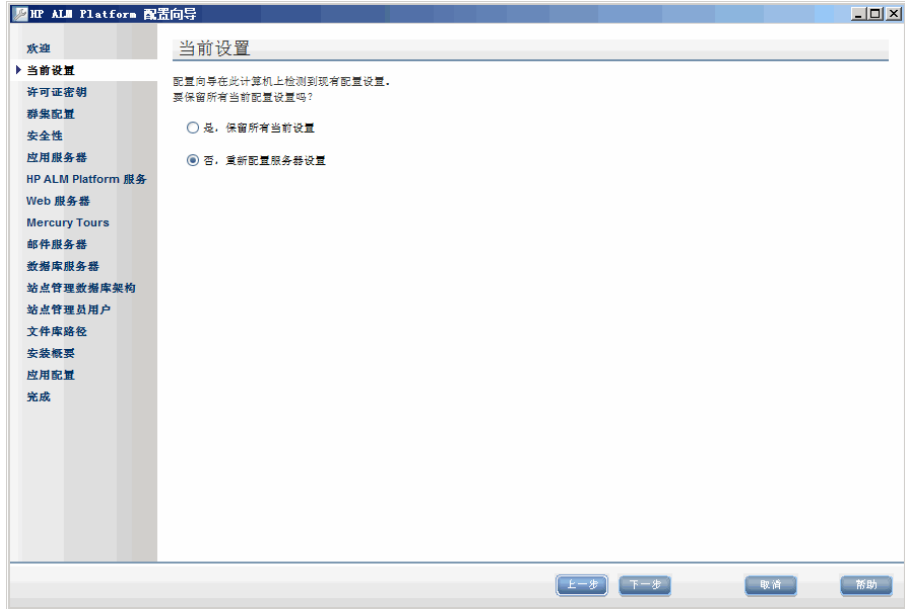 HP ALM Platform 配置向导
欢迎
当前设置
许可证密钥
群集配置
安全性
应用服务器
HP ALM Platform 服务
Web 服务器
Mercury Tours
邮件服务器
数据库服务器
站点管理数据库架构
站点管理员用户
文件库路径
安装概要
应用配置
完成
当前设置
配置向导在此计算机上检测到现有配置设置。
要保留所有当前配置设置吗?
是，保留所有当前设置
否，重新配置服务器设置
上一步 下一步 取消 帮助